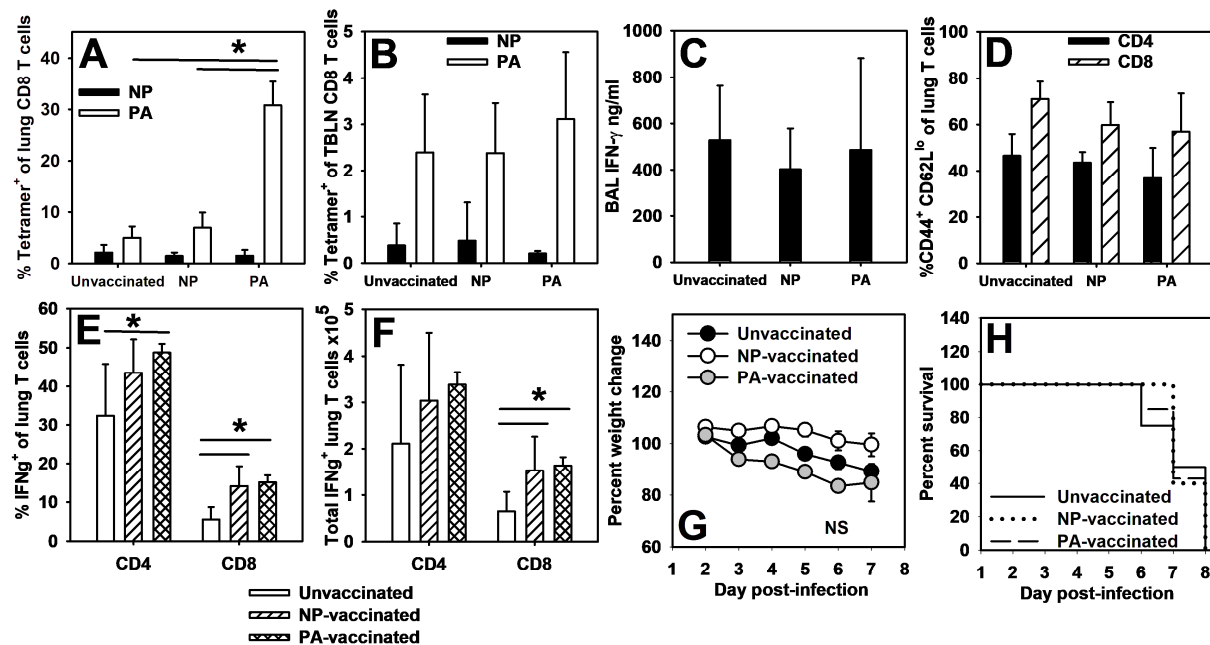 A
% Tetramer+ of lung CD8 T cells
40
30
20
10
0
*
NP
PA
Unvaccinated NP PA
B
% Tetramer+ of TBLN CD8 T cells
5
4
3
2
1
0
NP
PA
Unvaccinated NP PA
C
BAL IFN-γ ng/ml
1000
800
600
400
200
0
Unvaccinated NP PA
D
%CD44+ CD62Llo of lung T cells
100
80
60
40
20
0
CD4
CD8
Unvaccinated NP PA
E
% IFNg+ of lung T cells
60
50
40
30
20
10
0
*
*
CD4 CD8
F
Total IFNg+ lung T cells x105
5
4
3
2
1
0
*
CD4 CD8
Unvaccinated
NP-vaccinated
PA-vaccinated
G
Percent weight change
140
120
100
80
60
Unvaccinated
NP-vaccinated
PA-vaccinated
NS
1 2 3 4 5 6 7 8
Day post-infection
H
Percent survival
140
120
100
80
60
40
20
0
Unvaccinated
NP-vaccinated
PA-vaccinated
1 2 3 4 5 6 7 8
Day post-infection